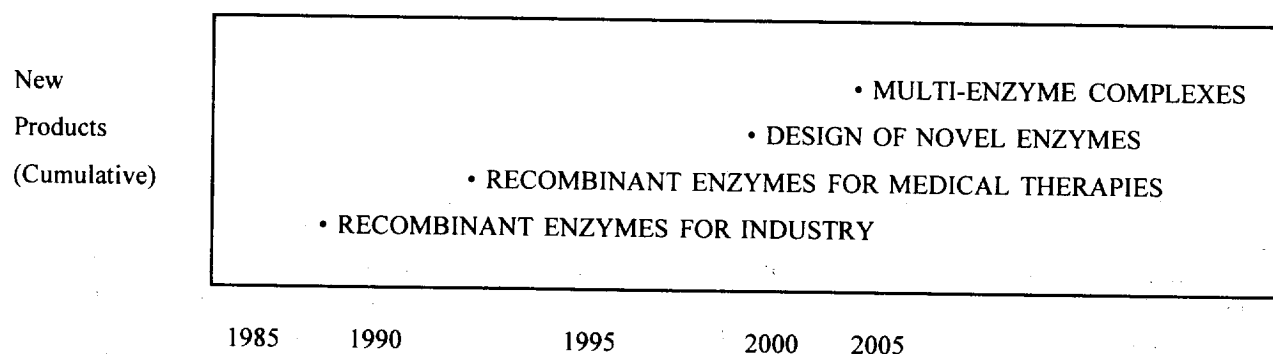 New
Products
(Cumulative)
• MULTI-ENZYME COMPLEXES
• DESIGN OF NOVEL ENZYMES
• RECOMBINANT ENZYMES FOR MEDICAL THERAPIES
• RECOMBINANT ENZYMES FOR INDUSTRY
1985 1990 1995 2000 2005